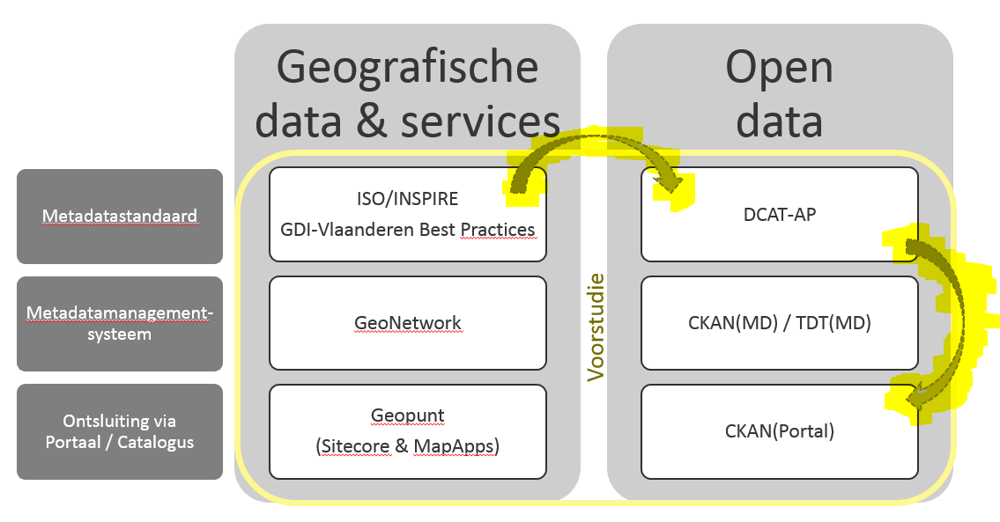 Geografische
data & services
Open
data
Metadatastandaard
ISO/INSPIRE
GDI-Vlaanderen Best Practices
DCAT-AP
Metadatamanagement-
systeem
GeoNetwork
Voorstudie
CKAN(MD) / TDT(MD)
Ontsluiting via
Portaal / Catalogus
Geopunt
(Sitecore & MapApps)
CKAN(Portal)